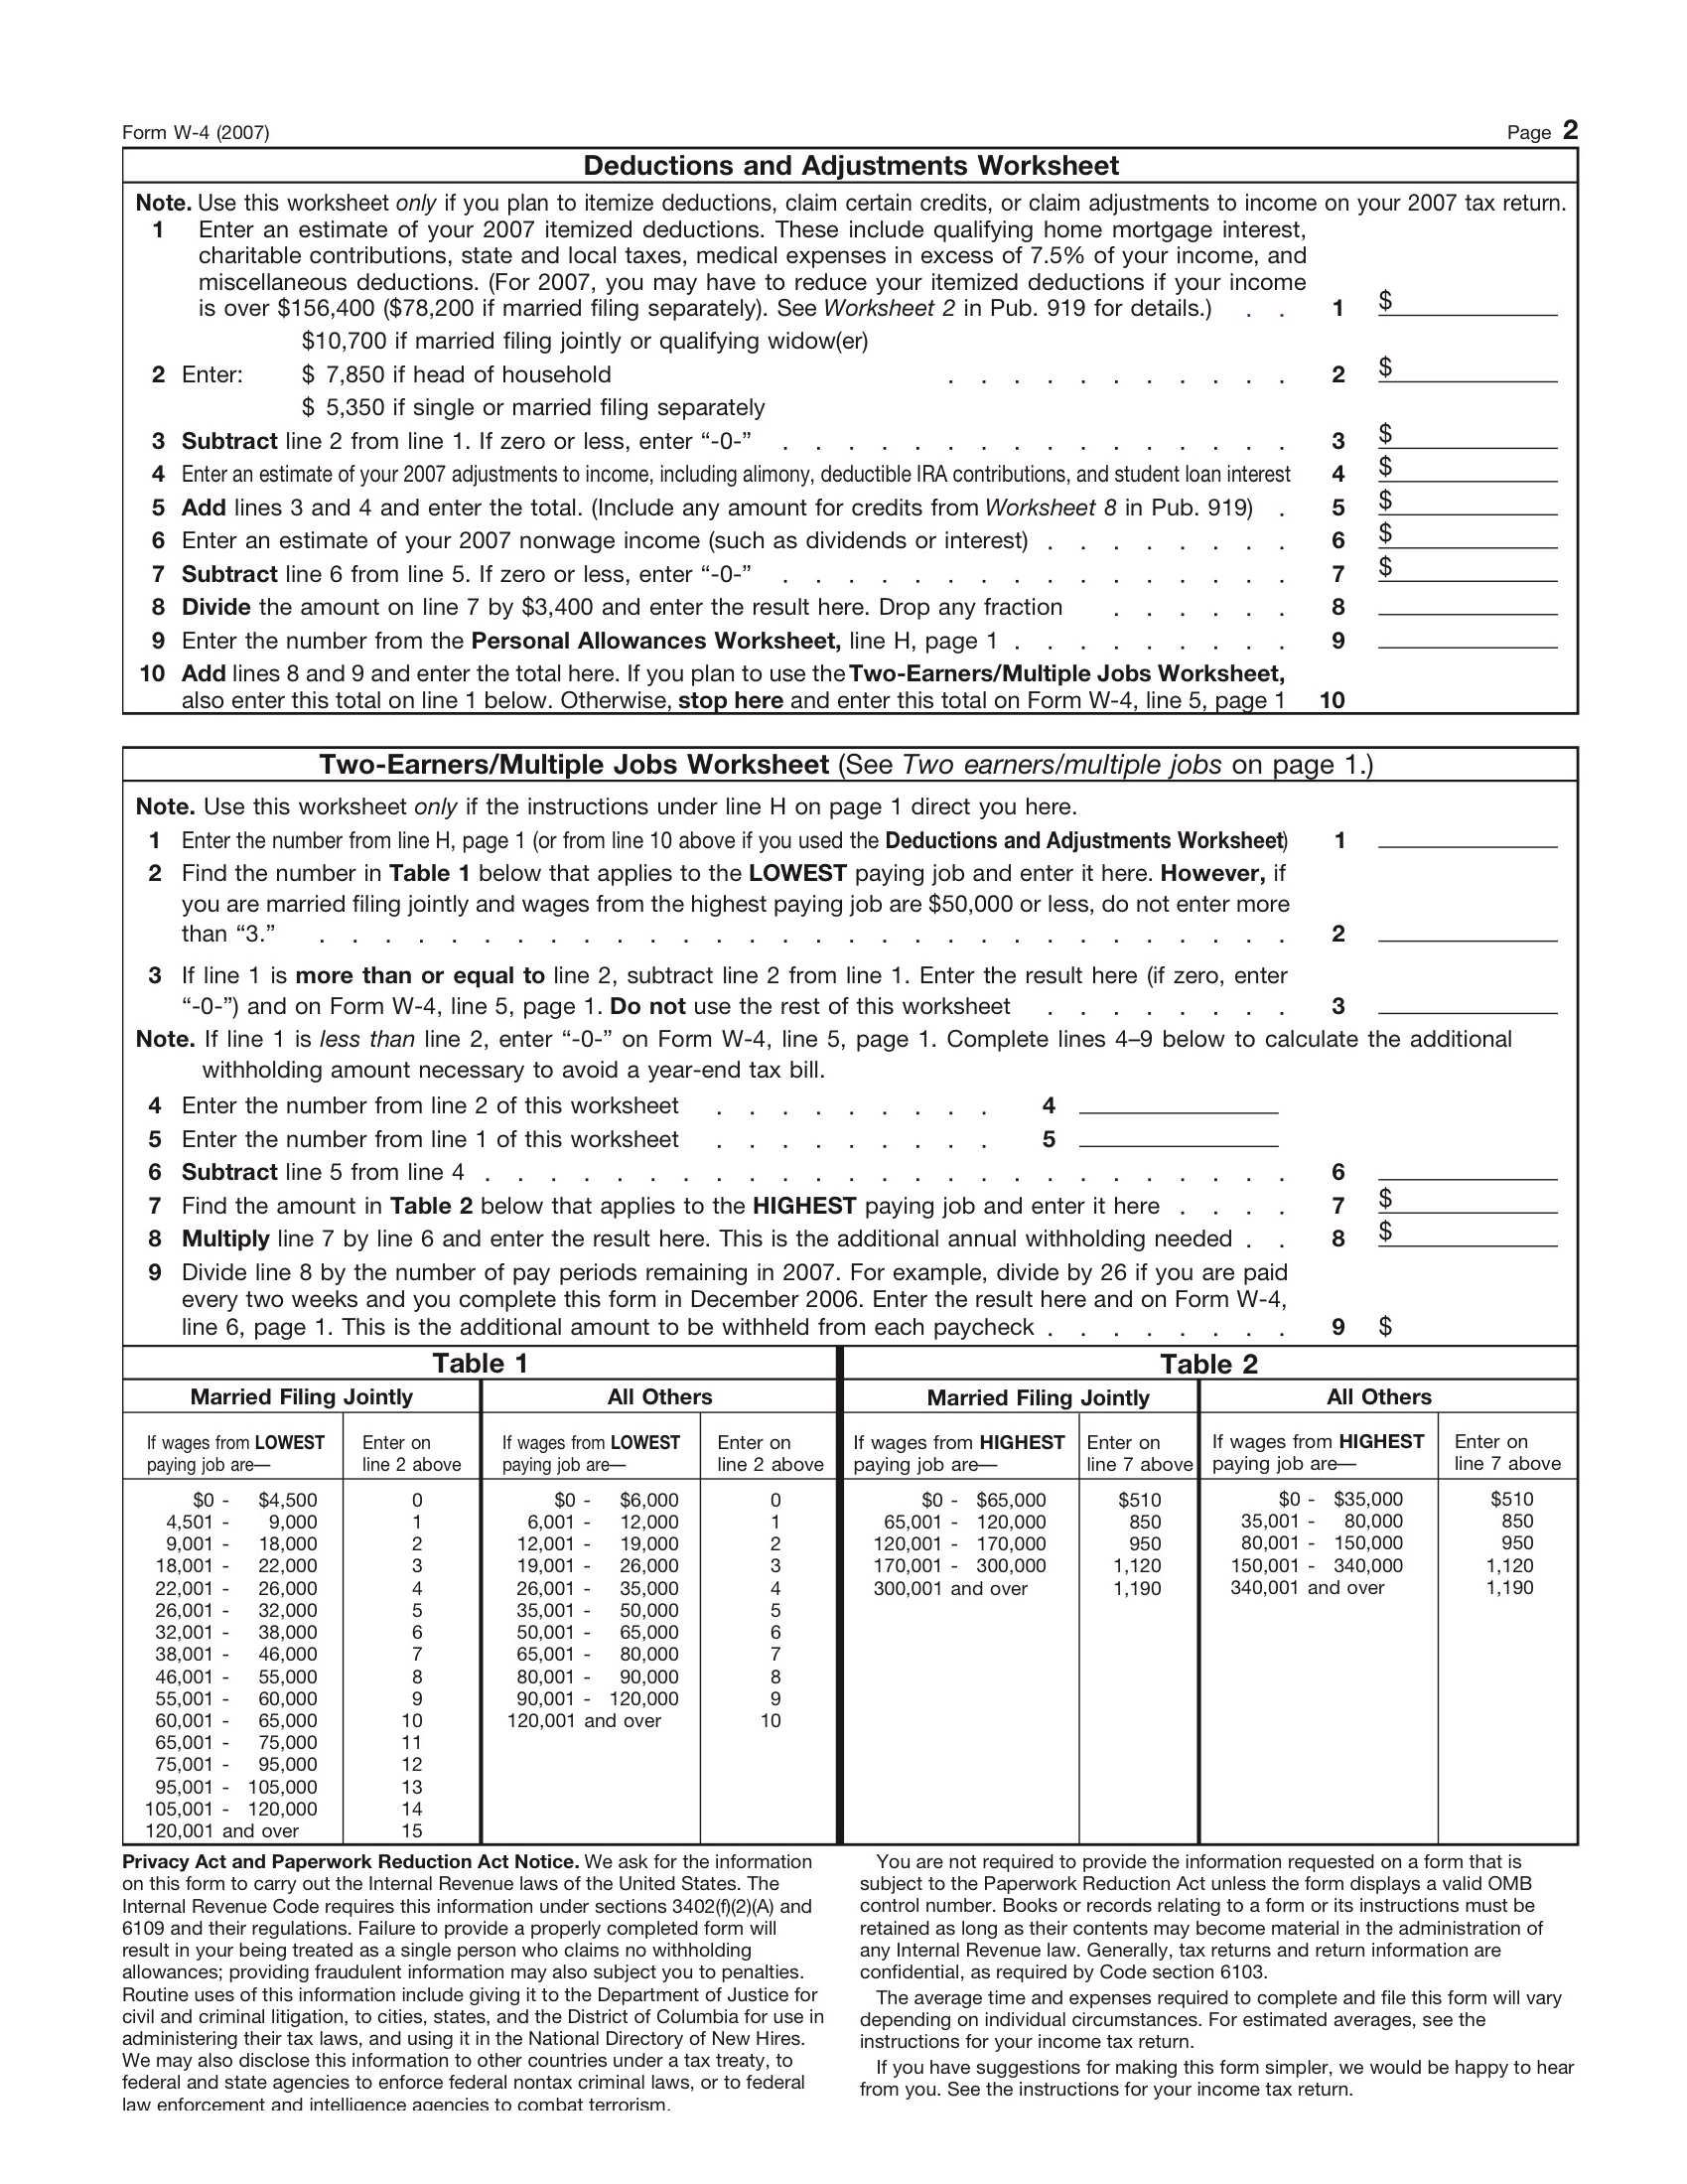 Form W-4 (2007) Page 2
Deductions and Adjustments Worksheet
Note. Use this worksheet only if you plan to itemize deductions, claim certain credits, or claim adjustments to income on your 2007 tax return.
1 Enter an estimate of your 2007 itemized deductions. These include qualifying home mortgage interest,
charitable contributions, state and local taxes, medical expenses in excess of 7.5% of your income, and
miscellaneous deductions. (For 2007, you may have to reduce your itemized deductions if your income
is over $156,400 ($78,200 if married filing separately). See Worksheet 2 in Pub. 919 for details.) . . 1 $
$10,700 if married filing jointly or qualifying widow(er)
2 Enter: $ 7,850 if head of household . . . . . . . . . . . 2 $
$ 5,350 if single or married filing separately
3 Subtract line 2 from line 1. If zero or less, enter “-0-” . . . . . . . . . . . . . . . . 3 $
4 Enter an estimate of your 2007 adjustments to income, including alimony, deductible IRA contributions, and student loan interest 4 $
5 Add lines 3 and 4 and enter the total. (Include any amount for credits from Worksheet 8 in Pub. 919) . 5 $
6 Enter an estimate of your 2007 nonwage income (such as dividends or interest) . . . . . . . . 6 $
7 Subtract line 6 from line 5. If zero or less, enter “-0-” . . . . . . . . . . . . . . . . 7 $
8 Divide the amount on line 7 by $3,400 and enter the result here. Drop any fraction . . . . . . 8
9 Enter the number from the Personal Allowances Worksheet, line H, page 1 . . . . . . . . . 9
10 Add lines 8 and 9 and enter the total here. If you plan to use the Two-Earners/Multiple Jobs Worksheet,
also enter this total on line 1 below. Otherwise, stop here and enter this total on Form W-4, line 5, page 1 10
Two-Earners/Multiple Jobs Worksheet (See Two earners/multiple jobs on page 1.)
Note. Use this worksheet only if the instructions under line H on page 1 direct you here.
1 Enter the number from line H, page 1 (or from line 10 above if you used the Deductions and Adjustments Worksheet) 1
2 Find the number in Table 1 below that applies to the LOWEST paying job and enter it here. However, if
you are married filing jointly and wages from the highest paying job are $50,000 or less, do not enter more
than “3.” . . . . . . . . . . . . . . . . . . . . . . . . . . . . . . 2
3 If line 1 is more than or equal to line 2, subtract line 2 from line 1. Enter the result here (if zero, enter
“-0-”) and on Form W-4, line 5, page 1. Do not use the rest of this worksheet . . . . . . . . 3
Note. If line 1 is less than line 2, enter “-0-” on Form W-4, line 5, page 1. Complete lines 4–9 below to calculate the additional
withholding amount necessary to avoid a year-end tax bill.
4 Enter the number from line 2 of this worksheet . . . . . . . . . 4
5 Enter the number from line 1 of this worksheet . . . . . . . . . 5
6 Subtract line 5 from line 4 . . . . . . . . . . . . . . . . . . . . . . . . . 6
7 Find the amount in Table 2 below that applies to the HIGHEST paying job and enter it here . . . . 7 $
8 Multiply line 7 by line 6 and enter the result here. This is the additional annual withholding needed . . 8 $
9 Divide line 8 by the number of pay periods remaining in 2007. For example, divide by 26 if you are paid
every two weeks and you complete this form in December 2006. Enter the result here and on Form W-4,
line 6, page 1. This is the additional amount to be withheld from each paycheck . . . . . . . . 9 $
Table 1 Table 2
Married Filing Jointly All Others Married Filing Jointly All Others
If wages from LOWEST Enter on If wages from LOWEST Enter on If wages from HIGHEST Enter on If wages from HIGHEST Enter on
paying job are— line 2 above paying job are— line 2 above paying job are— line 7 above paying job are— line 7 above
$0 - $4,500 0 $0 - $6,000 0 $0 - $65,000 $510 $0 - $35,000 $510
4,501 - 9,000 1 6,001 - 12,000 1 65,001 - 120,000 850 35,001 - 80,000 850
9,001 - 18,000 2 12,001 - 19,000 2 120,001 - 170,000 950 80,001 - 150,000 950
18,001 - 22,000 3 19,001 - 26,000 3 170,001 - 300,000 1,120 150,001 - 340,000 1,120
22,001 - 26,000 4 26,001 - 35,000 4 300,001 and over 1,190 340,001 and over 1,190
26,001 - 32,000 5 35,001 - 50,000 5
32,001 - 38,000 6 50,001 - 65,000 6
38,001 - 46,000 7 65,001 - 80,000 7
46,001 - 55,000 8 80,001 - 90,000 8
55,001 - 60,000 9 90,001 - 120,000 9
60,001 - 65,000 10 120,001 and over 10
65,001 - 75,000 11
75,001 - 95,000 12
95,001 - 105,000 13
105,001 - 120,000 14
120,001 and over 15
Privacy Act and Paperwork Reduction Act Notice. We ask for the information
on this form to carry out the Internal Revenue laws of the United States. The
Internal Revenue Code requires this information under sections 3402(f)(2)(A) and
6109 and their regulations. Failure to provide a properly completed form will
result in your being treated as a single person who claims no withholding
allowances; providing fraudulent information may also subject you to penalties.
Routine uses of this information include giving it to the Department of Justice for
civil and criminal litigation, to cities, states, and the District of Columbia for use in
administering their tax laws, and using it in the National Directory of New Hires.
We may also disclose this information to other countries under a tax treaty, to
federal and state agencies to enforce federal nontax criminal laws, or to federal
law enforcement and intelligence agencies to combat terrorism.
You are not required to provide the information requested on a form that is
subject to the Paperwork Reduction Act unless the form displays a valid OMB
control number. Books or records relating to a form or its instructions must be
retained as long as their contents may become material in the administration of
any Internal Revenue law. Generally, tax returns and return information are
confidential, as required by Code section 6103.
The average time and expenses required to complete and file this form will vary
depending on individual circumstances. For estimated averages, see the
instructions for your income tax return.
If you have suggestions for making this form simpler, we would be happy to hear
from you. See the instructions for your income tax return.